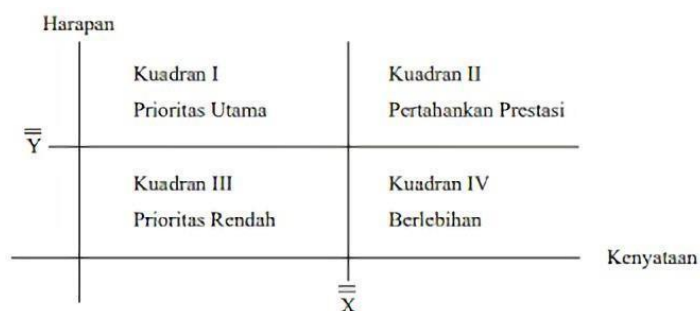 Harapan
Kuadran I
Prioritas Utama
Kuadran II
Pertahankan Prestasi
Y̿
Kuadran III
Prioritas Rendah
Kuadran IV
Berlebihan
Kenyataan
X̿